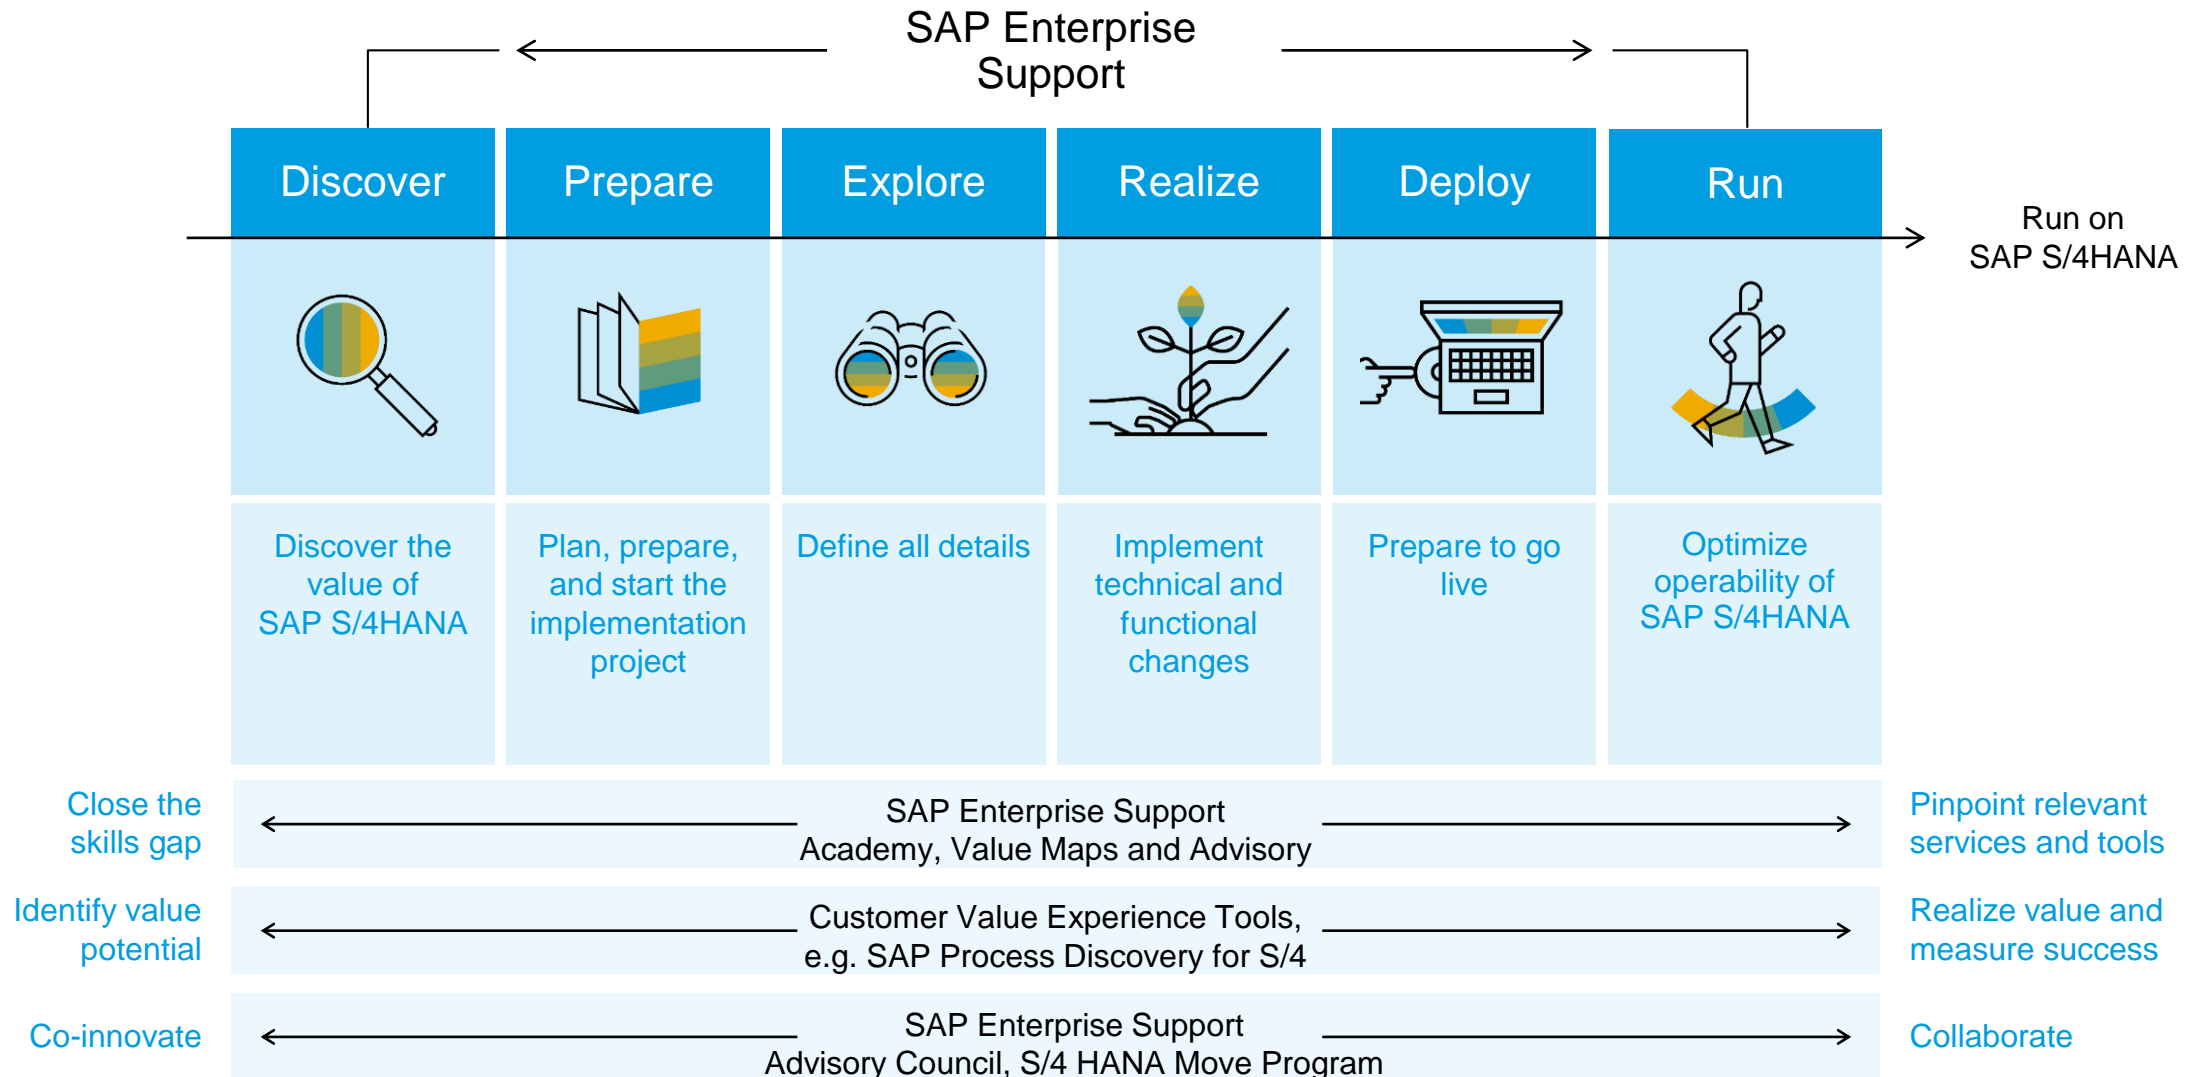 SAP Enterprise
Support
Discover
Prepare
Explore
Realize
Deploy
Run
Run on
SAP S/4HANA
Discover the
value of
SAP S/4HANA
Plan, prepare,
and start the
implementation
project
Define all details
Implement
technical and
functional
changes
Prepare to go
live
Optimize
operability of
SAP S/4HANA
Close the
skills gap
SAP Enterprise Support
Academy, Value Maps and Advisory
Pinpoint relevant
services and tools
Identify value
potential
Customer Value Experience Tools,
e.g. SAP Process Discovery for S/4
Realize value and
measure success
Co-innovate
SAP Enterprise Support
Advisory Council, S/4 HANA Move Program
Collaborate